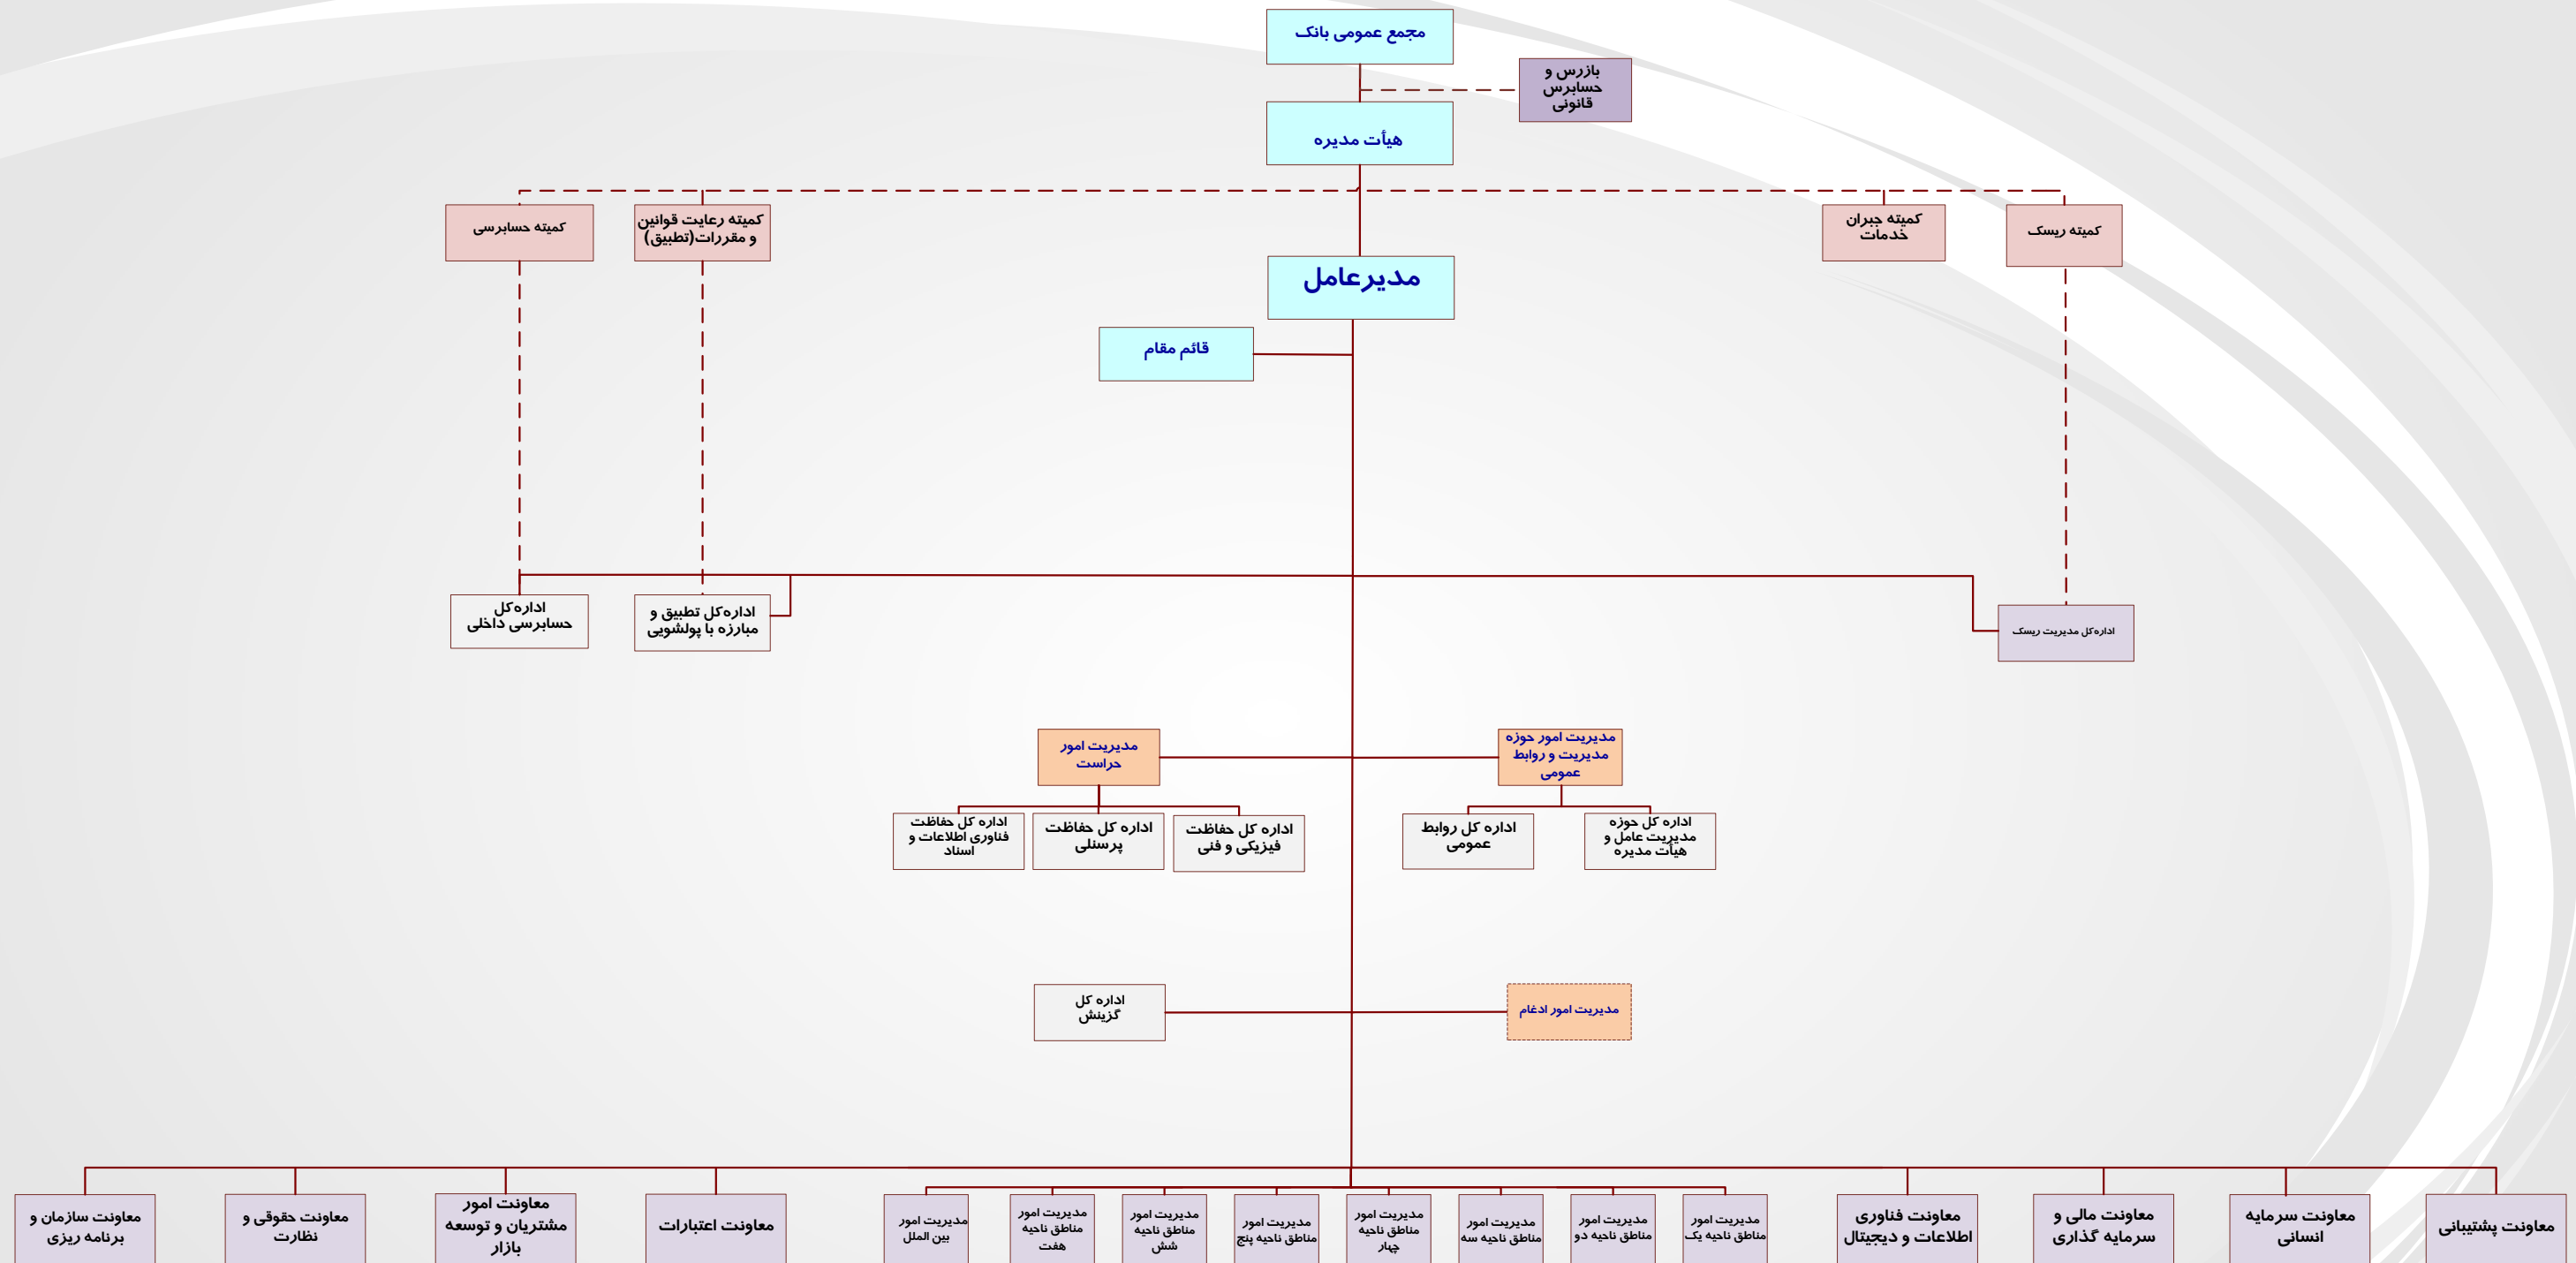 مجمع عمومی بانک
بازرس و
حسابرس
قانونی
هیأت مدیره
کمیته ریسک
کمیته جبران
خدمات
کمیته رعایت قوانین
و مقررات(تطبیق)
کمیته حسابرسی
مدیرعامل
قائم مقام
اداره‌کل مدیریت ریسک
اداره‌کل تطبیق و
مبارزه با پولشویی
اداره‌کل
حسابرسی داخلی
مدیریت امور حوزه
مدیریت و روابط
عمومی
مدیریت امور
حراست
اداره کل حوزه
مدیریت عامل و
هیأت مدیره
اداره کل روابط
عمومی
اداره کل حفاظت
فیزیکی و فنی
اداره کل حفاظت
پرسنلی
اداره کل حفاظت
فناوری اطلاعات و
اسناد
مدیریت امور ادغام
اداره کل
گزینش
معاونت پشتیبانی
معاونت سرمایه
انسانی
معاونت مالی و
سرمایه گذاری
معاونت فناوری
اطلاعات و دیجیتال
مدیریت امور
مناطق ناحیه یک
مدیریت امور
مناطق ناحیه دو
مدیریت امور
مناطق ناحیه سه
مدیریت امور
مناطق ناحیه
چهار
مدیریت امور
مناطق ناحیه پنج
مدیریت امور
مناطق ناحیه
شش
مدیریت امور
مناطق ناحیه
هفت
مدیریت امور
بین الملل
معاونت اعتبارات
معاونت امور
مشتریان و توسعه
بازار
معاونت حقوقی و
نظارت
معاونت سازمان و
برنامه ریزی